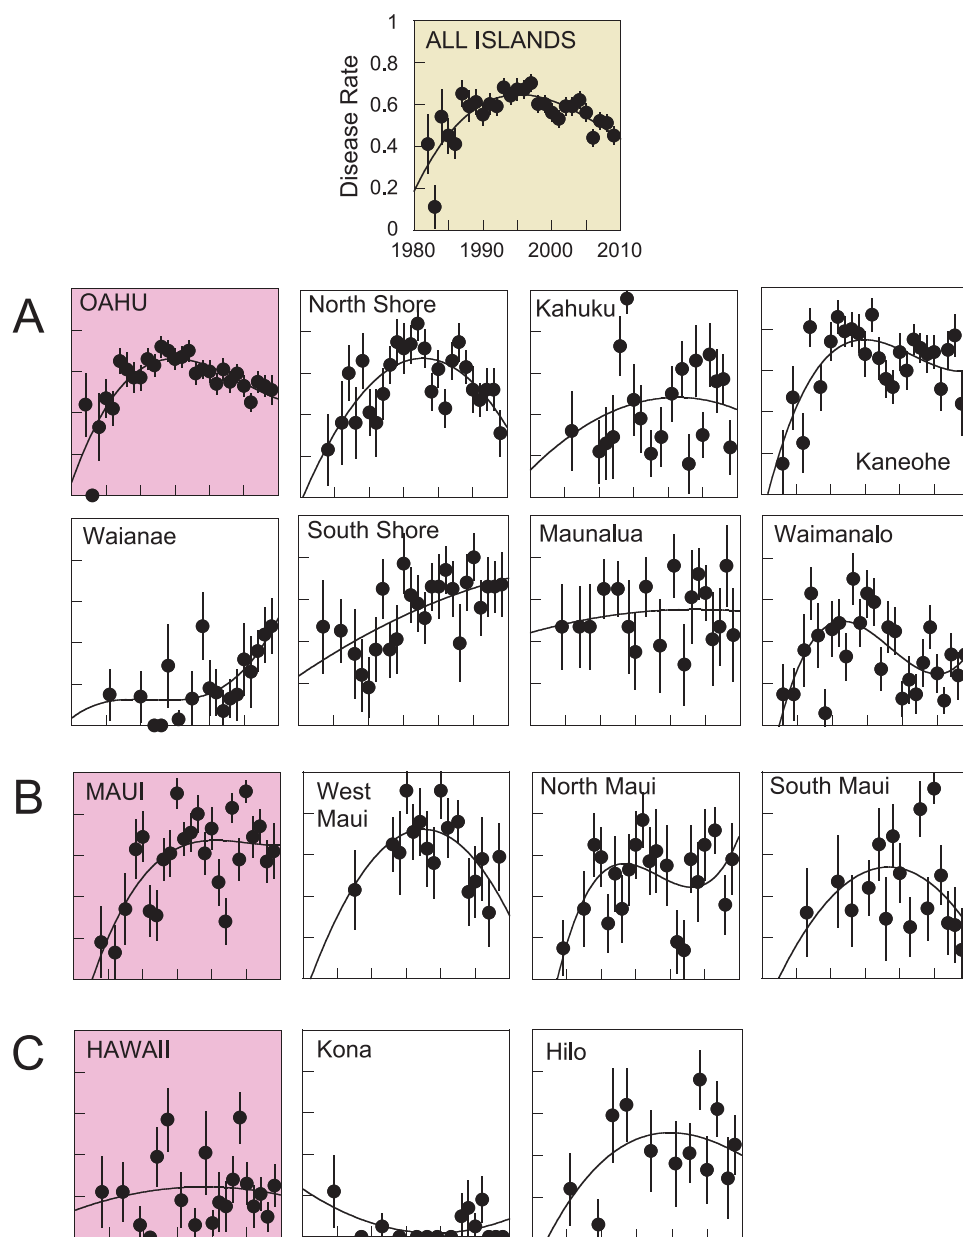 1
ALL ISLANDS
0.8
0.6
0.4
0.2
0
Disease Rate
1980 1990 2000 2010
A
OAHU
North Shore
Kahuku
Kaneohe
Waianae
South Shore
Maunalua
Waimanalo
B
MAUI
West
Maui
North Maui
South Maui
C
HAWAII
Kona
Hilo